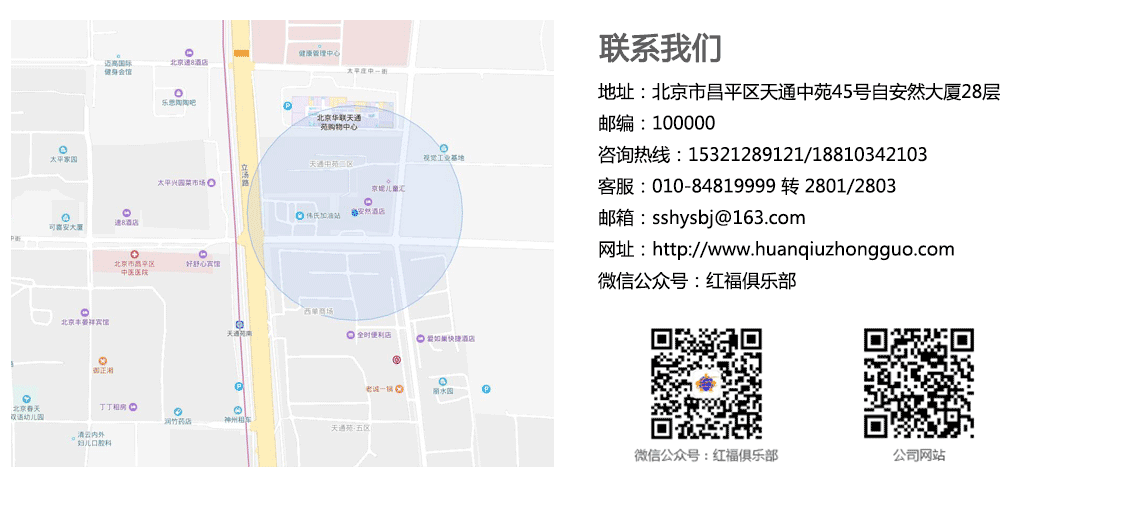 健康管理中心
迈高国际
健身会馆
北京速8酒店
太平庄中一街
乐思陶陶吧
P
北京华联天通
苑购物中心
立汤路
太平家园
天通中苑二区
视觉工业基地
太平兴园菜市场
京妮儿童汇
自安然酒店
速8酒店
伟氏加油站
可喜安大厦
中街
北京市昌平区
中医医院
好舒心宾馆
西单商场
北京丰泰祥宾馆
天通苑南
全时便利店
爱如巢快捷酒店
御正湘
P
老诚一锅
丽水园
P
北京春天
双语幼儿园
丁丁租房
润竹药店
神州租车
天通苑-五区
清云内外
妇儿口腔科
联系我们
地址：北京市昌平区天通中苑45号自安然大厦28层
邮编：100000
咨询热线：15321289121/18810342103
客服：010-84819999 转 2801/2803
邮箱：sshysbj@163.com
网址：http://www.huanqiuzhongguo.com
微信公众号：红福俱乐部
微信公众号：红福俱乐部
公司网站